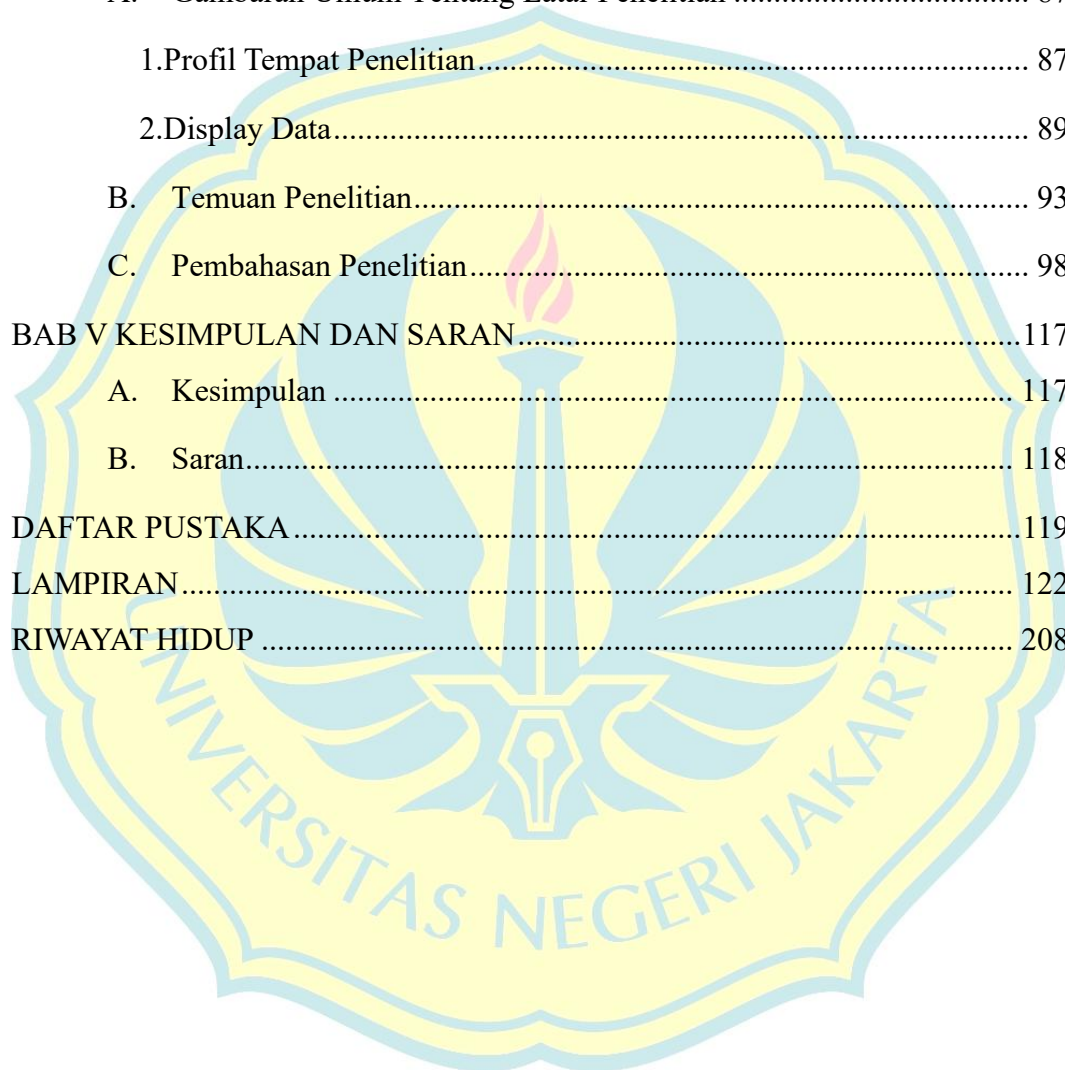 1.Profil Tempat Penelitian........................................................................ 87
2.Display Data........................................................................................ 89
B. Temuan Penelitian.............................................................................. 93
C. Pembahasan Penelitian....................................................................... 98
BAB V KESIMPULAN DAN SARAN...............................................................117
A. Kesimpulan ...................................................................................... 117
B. Saran................................................................................................. 118
DAFTAR PUSTAKA............................................................................................119
LAMPIRAN......................................................................................................... 122
RIWAYAT HIDUP .............................................................................................. 208
UNIVERSITAS NEGERI JAKARTA